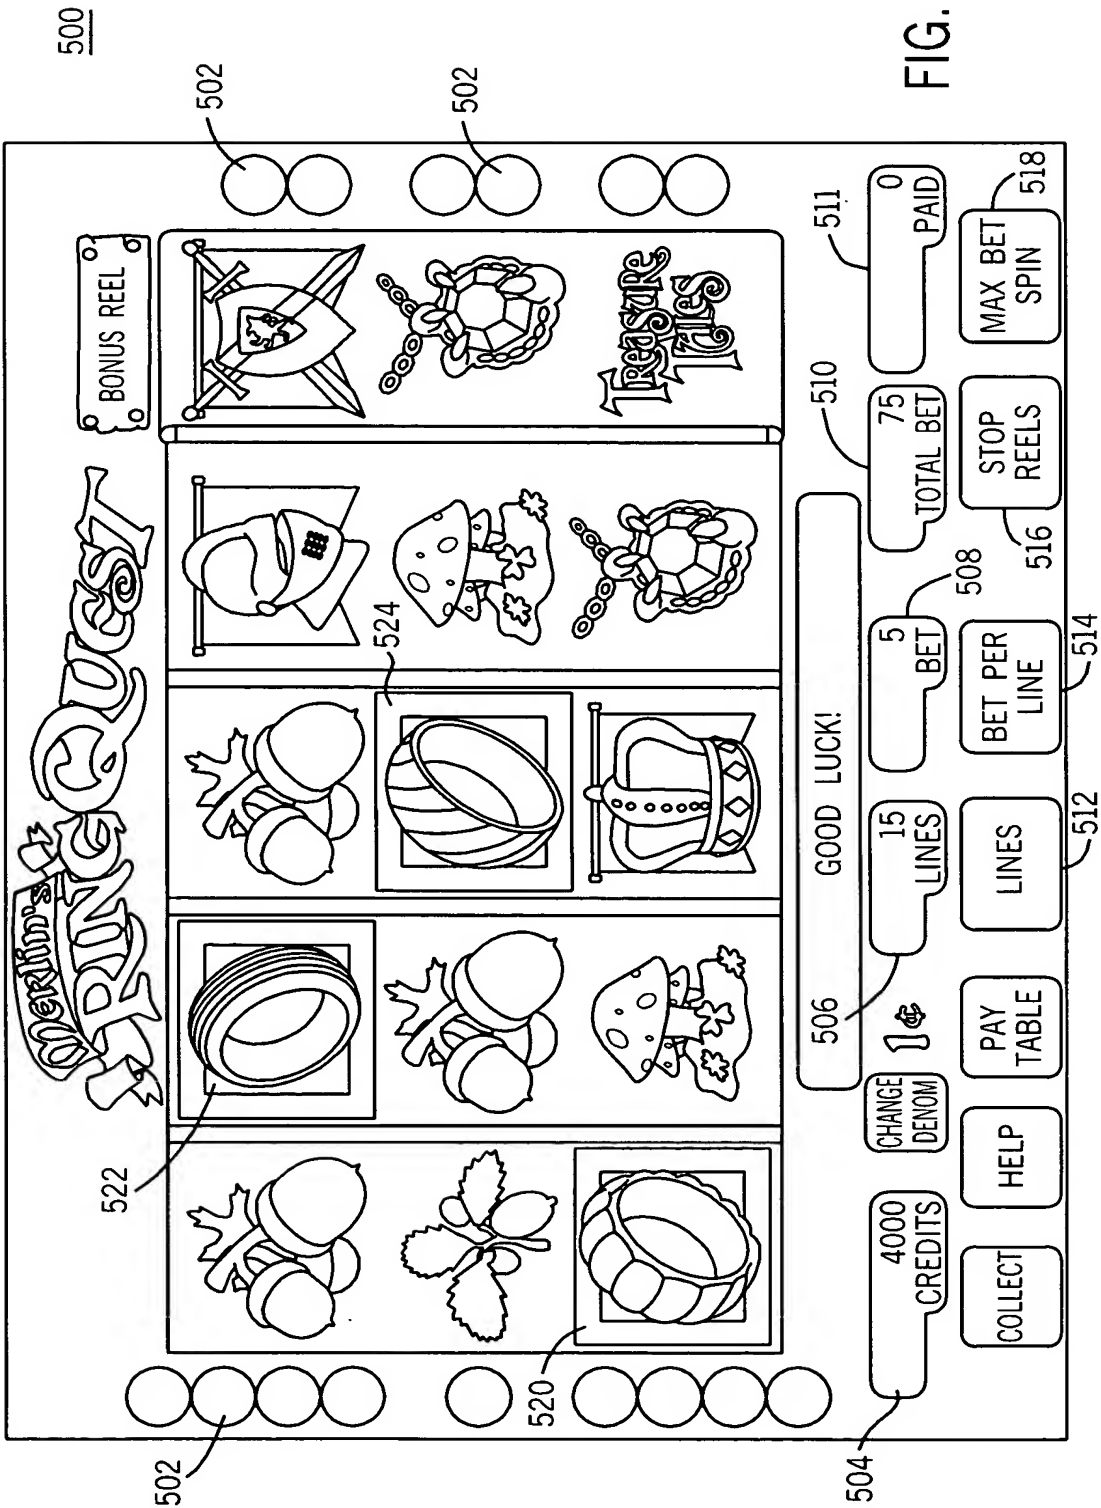 500
Merlin's
RING QUEST
BONUS REEL
502
502
502
522
524
520
TREASURE
TALES
GOOD LUCK!
504
506
508
510
511
4000
CREDITS
CHANGE
DENOM
1¢
15
LINES
5
BET
75
TOTAL BET
0
PAID
COLLECT
HELP
PAY
TABLE
LINES
BET PER
LINE
STOP
REELS
MAX BET
SPIN
512
514
516
518
FIG.